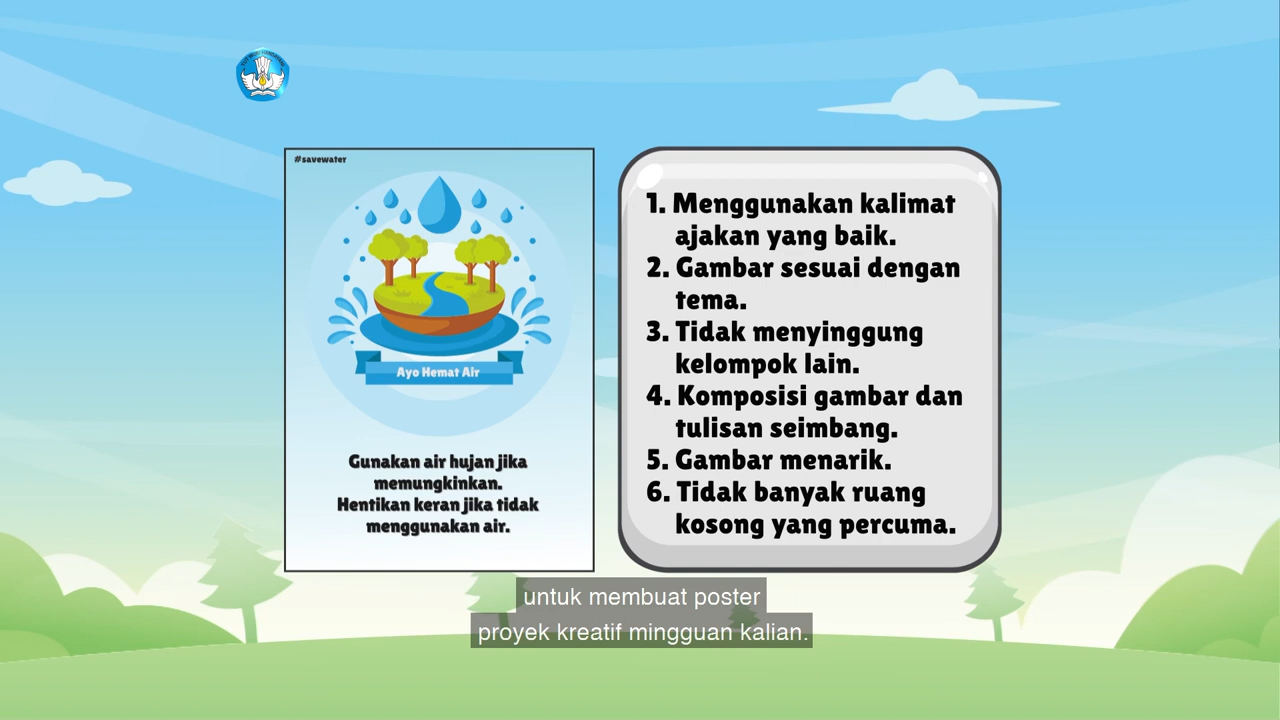 #savewater
Ayo Hemat Air
Gunakan air hujan jika
memungkinkan.
Hentikan keran jika tidak
menggunakan air.
1. Menggunakan kalimat
ajakan yang baik.
2. Gambar sesuai dengan
tema.
3. Tidak menyinggung
kelompok lain.
4. Komposisi gambar dan
tulisan seimbang.
5. Gambar menarik.
6. Tidak banyak ruang
kosong yang percuma.
untuk membuat poster
proyek kreatif mingguan kalian.